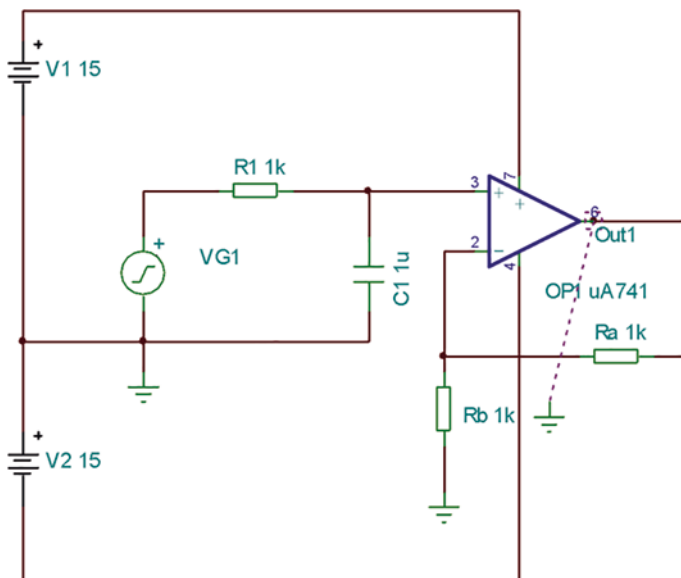 +
V1 15
R1 1k
3
7
+
+
6
Out1
+
VG1
C1 1u
2
−
4
OP1 uA741
Ra 1k
Rb 1k
+
V2 15